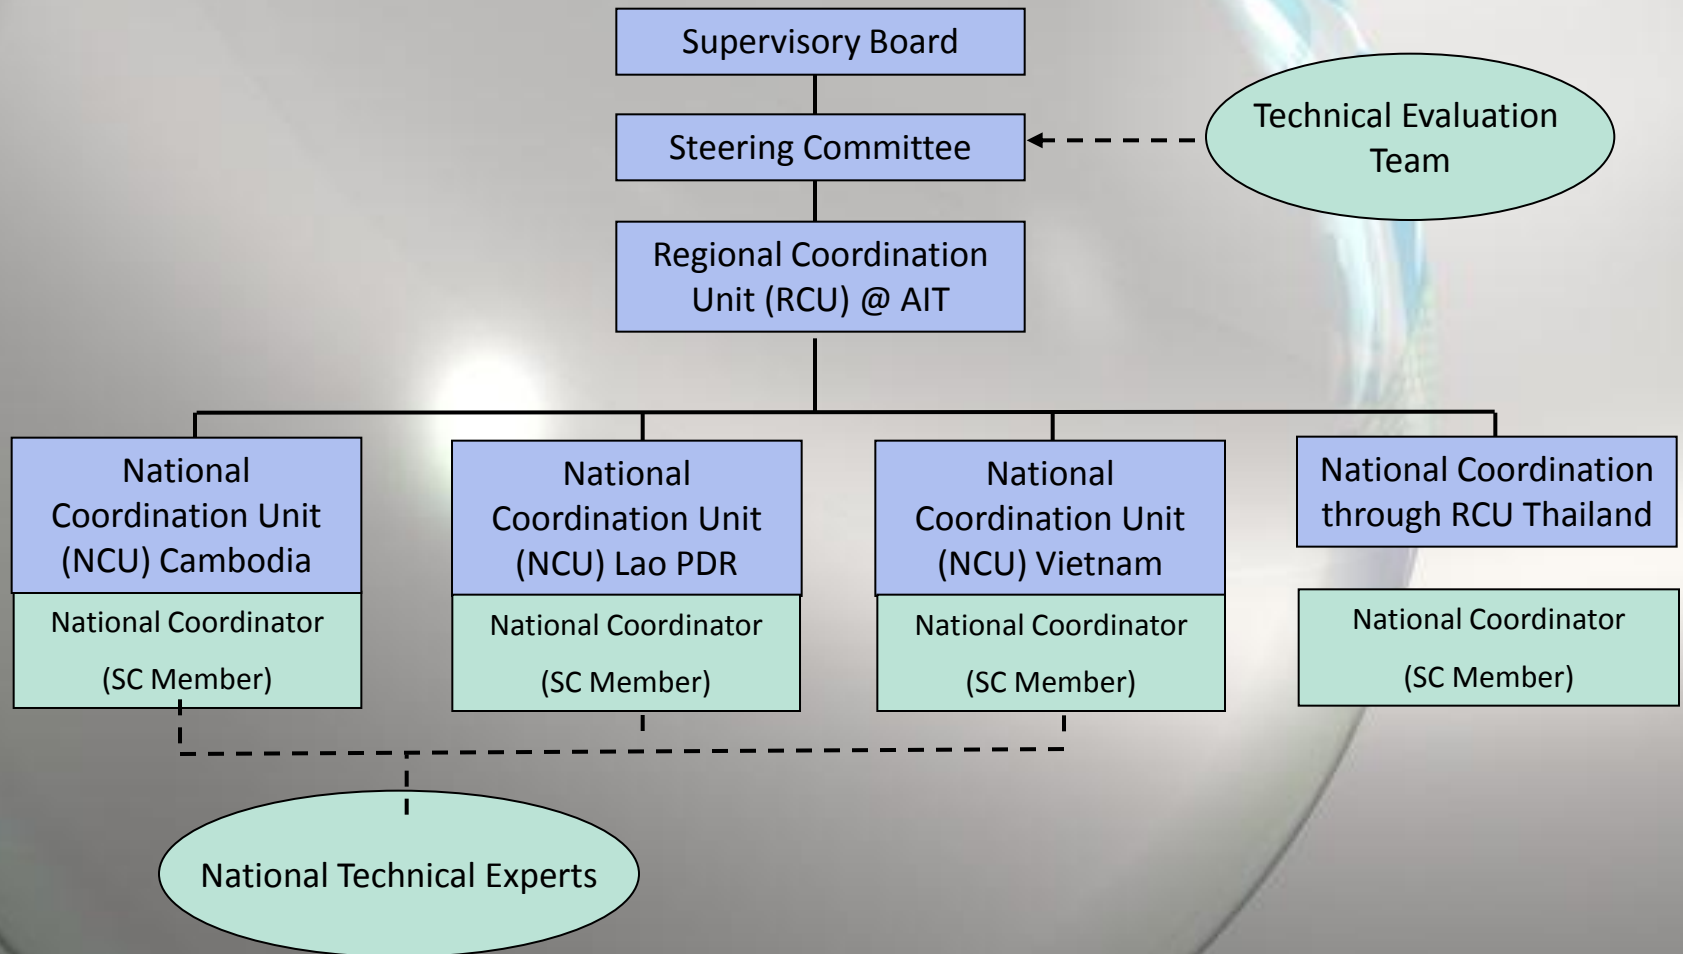 Supervisory Board
Technical Evaluation
Team
Steering Committee
Regional Coordination
Unit (RCU) @ AIT
National
Coordination Unit
(NCU) Cambodia
National Coordinator
(SC Member)
National
Coordination Unit
(NCU) Lao PDR
National Coordinator
(SC Member)
National
Coordination Unit
(NCU) Vietnam
National Coordinator
(SC Member)
National Coordination
through RCU Thailand
National Coordinator
(SC Member)
National Technical Experts